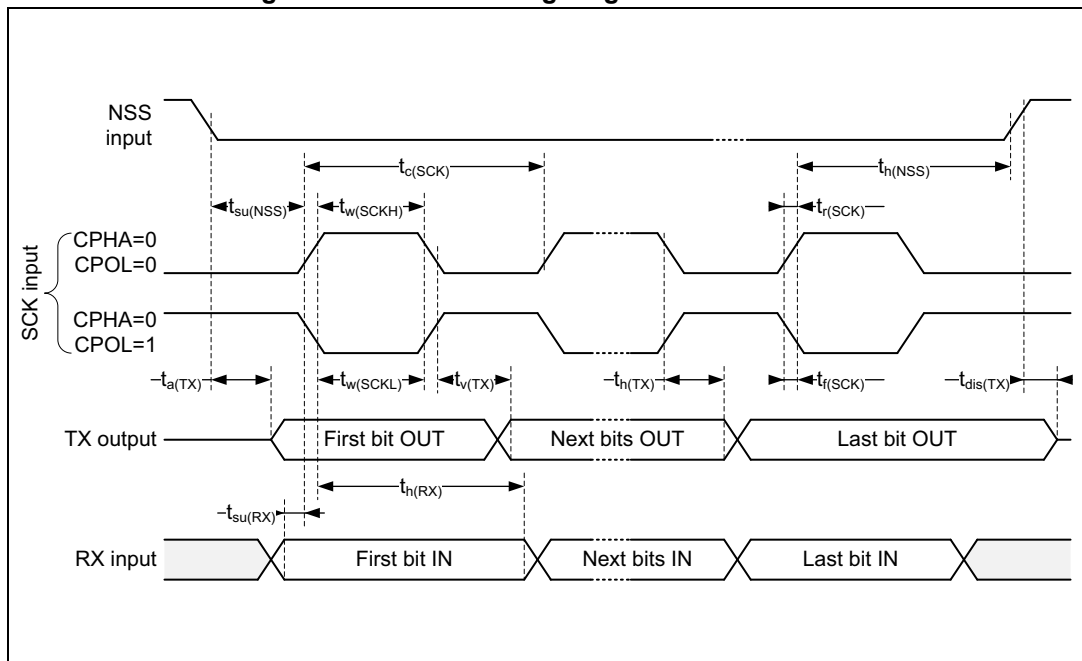 NSS
input
tc(SCK)
th(NSS)
tsu(NSS)
tw(SCKH)
tr(SCK)
SCK input
CPHA=0
CPOL=0
CPHA=0
CPOL=1
ta(TX)
tw(SCKL)
tv(TX)
th(TX)
tf(SCK)
tdis(TX)
TX output
First bit OUT
Next bits OUT
Last bit OUT
th(RX)
tsu(RX)
RX input
First bit IN
Next bits IN
Last bit IN